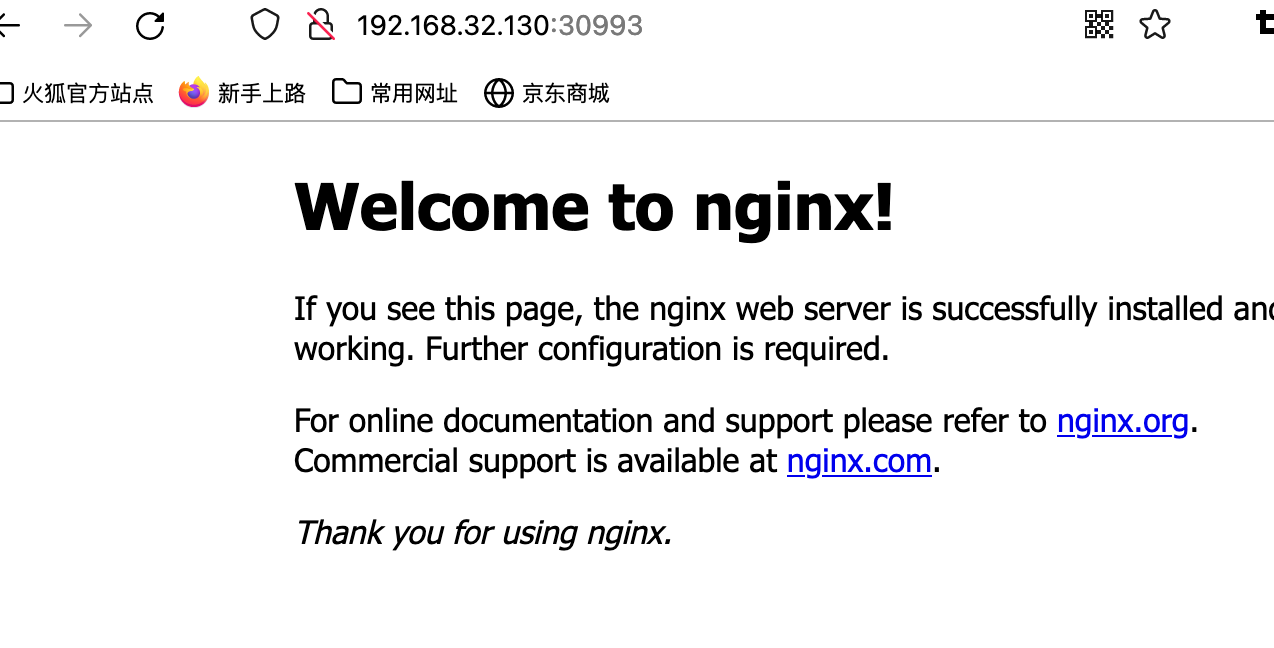 192.168.32.130:30993
火狐官方站点 新手上路 常用网址 京东商城
Welcome to nginx!
If you see this page, the nginx web server is successfully installed and
working. Further configuration is required.
For online documentation and support please refer to nginx.org.
Commercial support is available at nginx.com.
Thank you for using nginx.